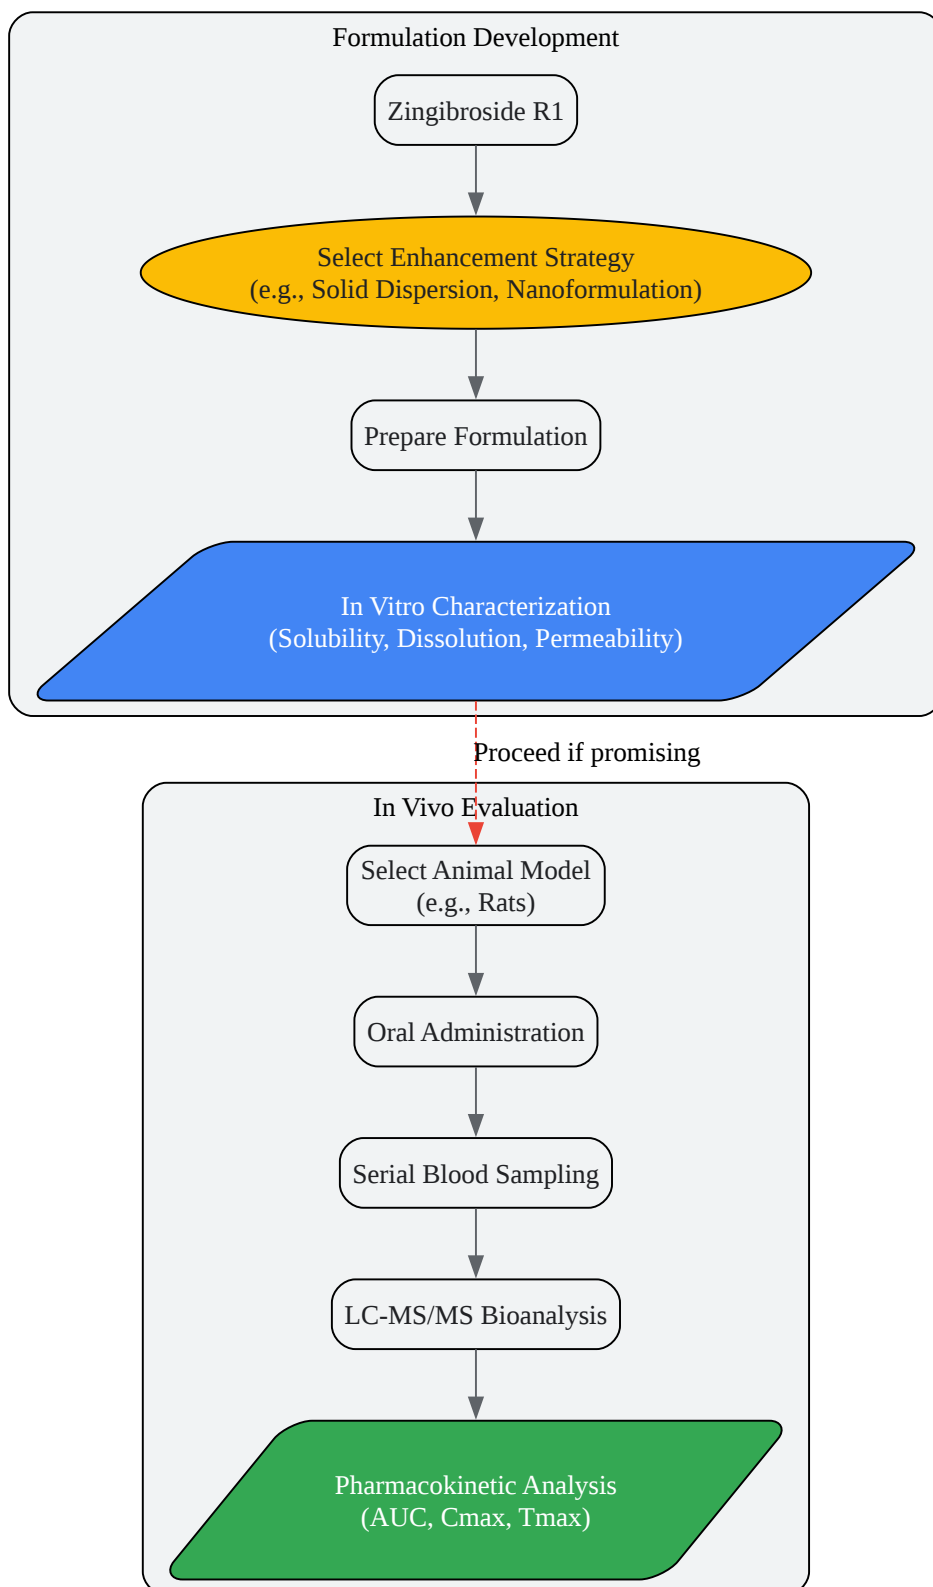 Formulation Development
Zingibroside R1
Select Enhancement Strategy
(e.g., Solid Dispersion, Nanoformulation)
Prepare Formulation
In Vitro Characterization
(Solubility, Dissolution, Permeability)
Proceed if promising
In Vivo Evaluation
Select Animal Model
(e.g., Rats)
Oral Administration
Serial Blood Sampling
LC-MS/MS Bioanalysis
Pharmacokinetic Analysis
(AUC, Cmax, Tmax)